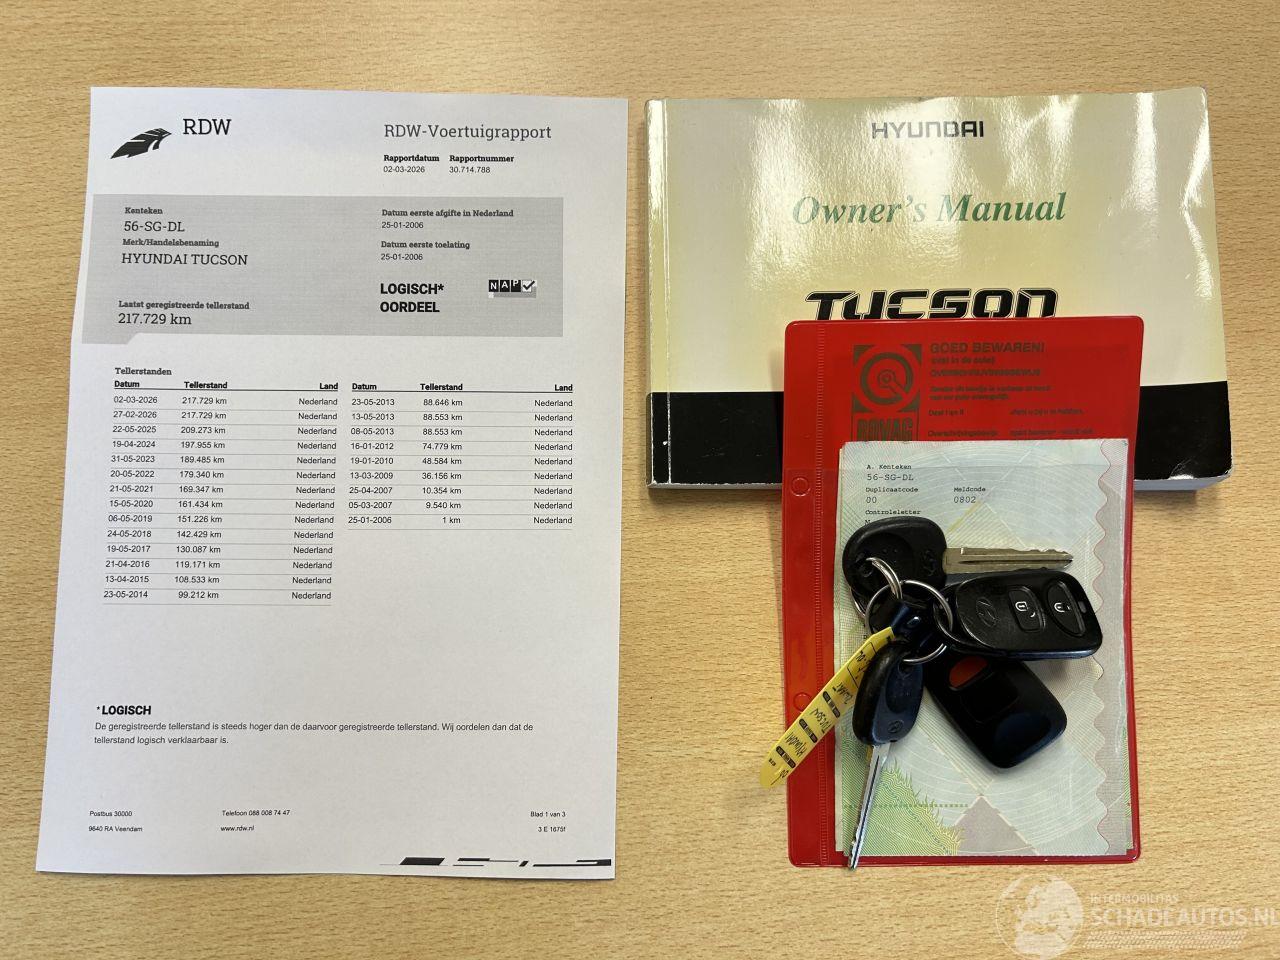 RDW
RDW-Voertuigrapport
Rapportdatum Rapportnummer
02-03-2026 30.714.788
Kenteken
56-SG-DL
Merk/Handelsbenaming
HYUNDAI TUCSON
Laatst geregistreerde tellerstand
217.729 km
Datum eerste afgifte in Nederland
25-01-2006
Datum eerste toelating
25-01-2006
LOGISCH*
OORDEEL
NAP
Tellerstanden
Datum Tellerstand Land Datum Tellerstand Land
02-03-2026 217.729 km Nederland 23-05-2013 88.646 km Nederland
27-02-2026 217.729 km Nederland 13-05-2013 88.553 km Nederland
22-05-2025 209.273 km Nederland 08-05-2013 88.553 km Nederland
19-04-2024 197.955 km Nederland 16-01-2012 74.779 km Nederland
31-05-2023 189.485 km Nederland 19-01-2010 48.584 km Nederland
20-05-2022 179.340 km Nederland 13-03-2009 36.156 km Nederland
21-05-2021 169.347 km Nederland 25-04-2007 10.354 km Nederland
15-05-2020 161.434 km Nederland 05-03-2007 9.540 km Nederland
06-05-2019 151.226 km Nederland 25-01-2006 1 km Nederland
24-05-2018 142.429 km Nederland
19-05-2017 130.087 km Nederland
21-04-2016 119.171 km Nederland
13-04-2015 108.533 km Nederland
23-05-2014 99.212 km Nederland
*LOGISCH
De geregistreerde tellerstand is steeds hoger dan de daarvoor geregistreerde tellerstand. Wij oordelen dan dat de
tellerstand logisch verklaarbaar is.
Postbus 30000 Telefoon 088 008 74 47 Blad 1 van 3
9640 RA Veendam www.rdw.nl 3 E 1675f
HYUNDAI
Owner's Manual
TUCSON
GOED BEWAREN!
OVERSCHRIJVINGSBEWIJS
BOVAG
A. Kenteken
56-SG-DL
Duplicaatcode Meldcode
00 0802
Controleletter
HYUNDAI
TUCSON
INTERMOBILITAS
SCHADEAUTOS.NL